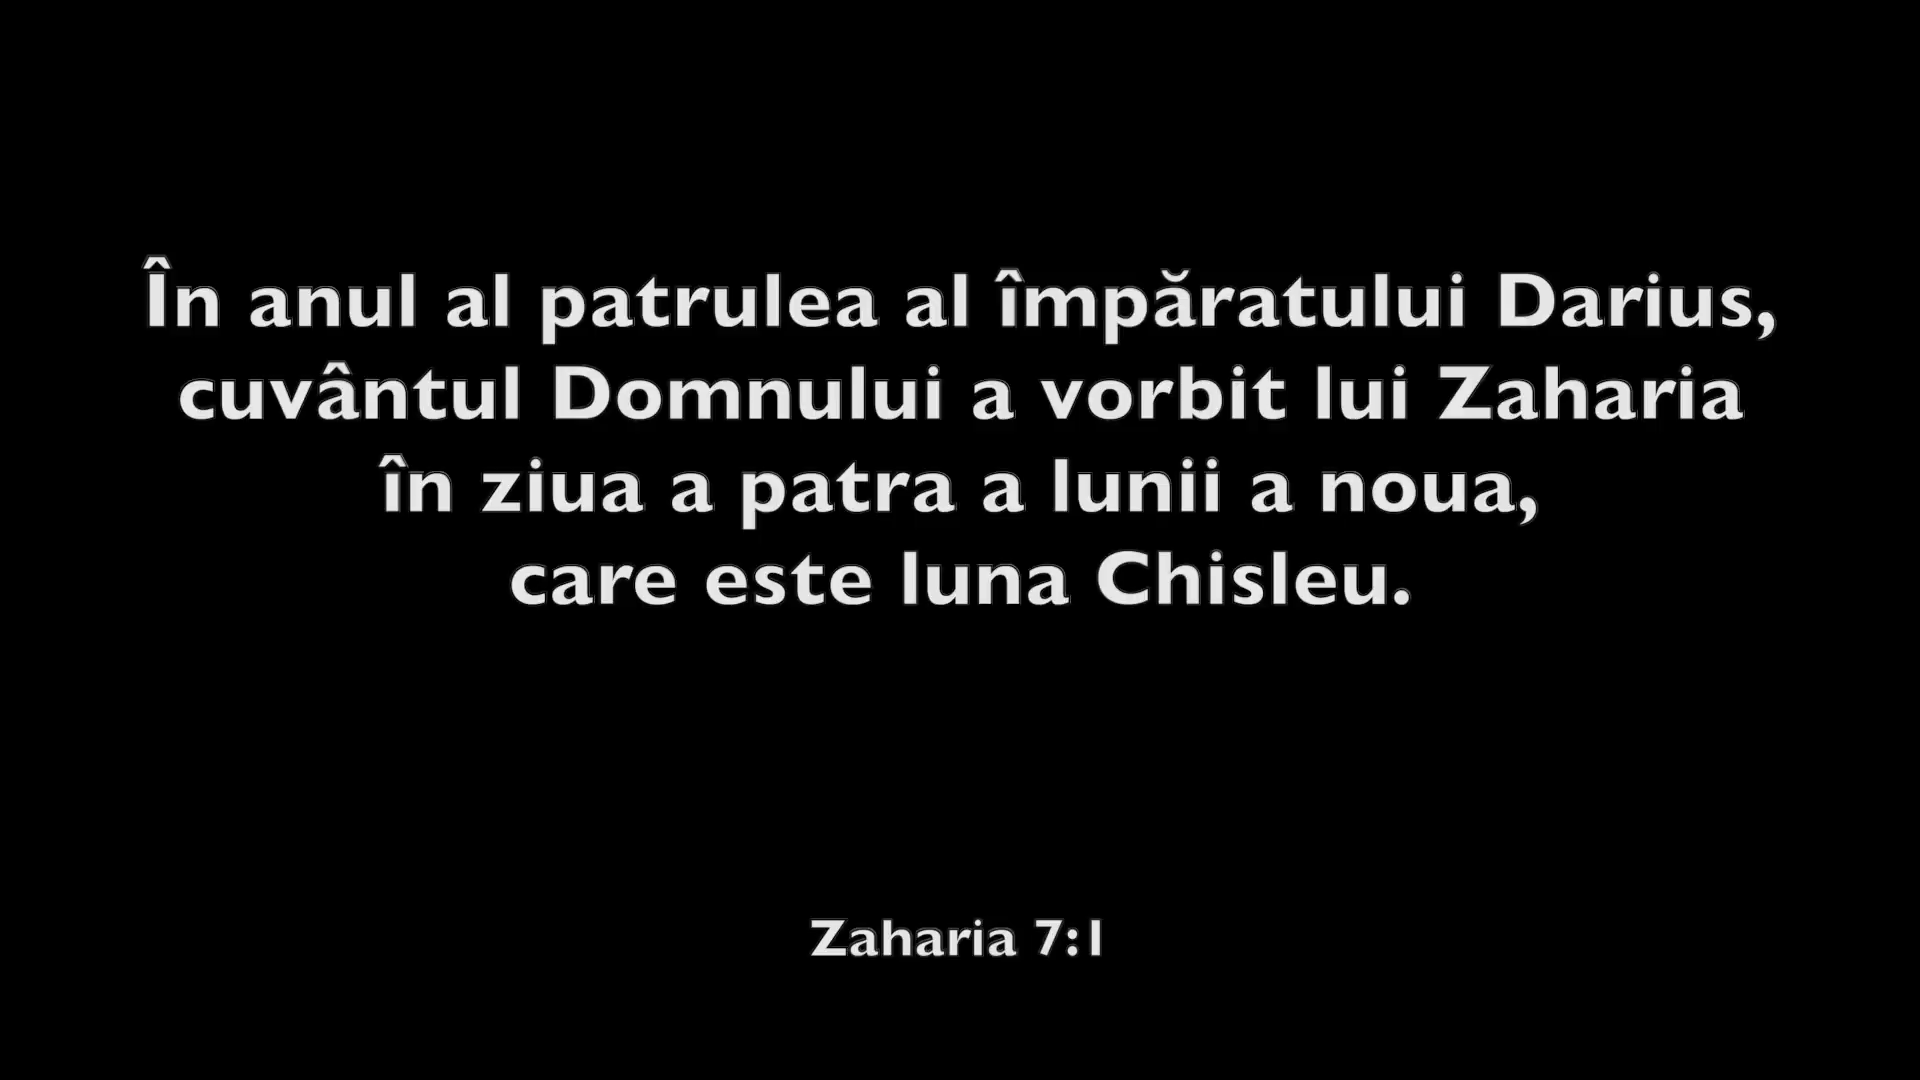 În anul al patrulea al împăratului Darius,
cuvântul Domnului a vorbit lui Zaharia
în ziua a patra a lunii a noua,
care este luna Chisleu.
Zaharia 7:1